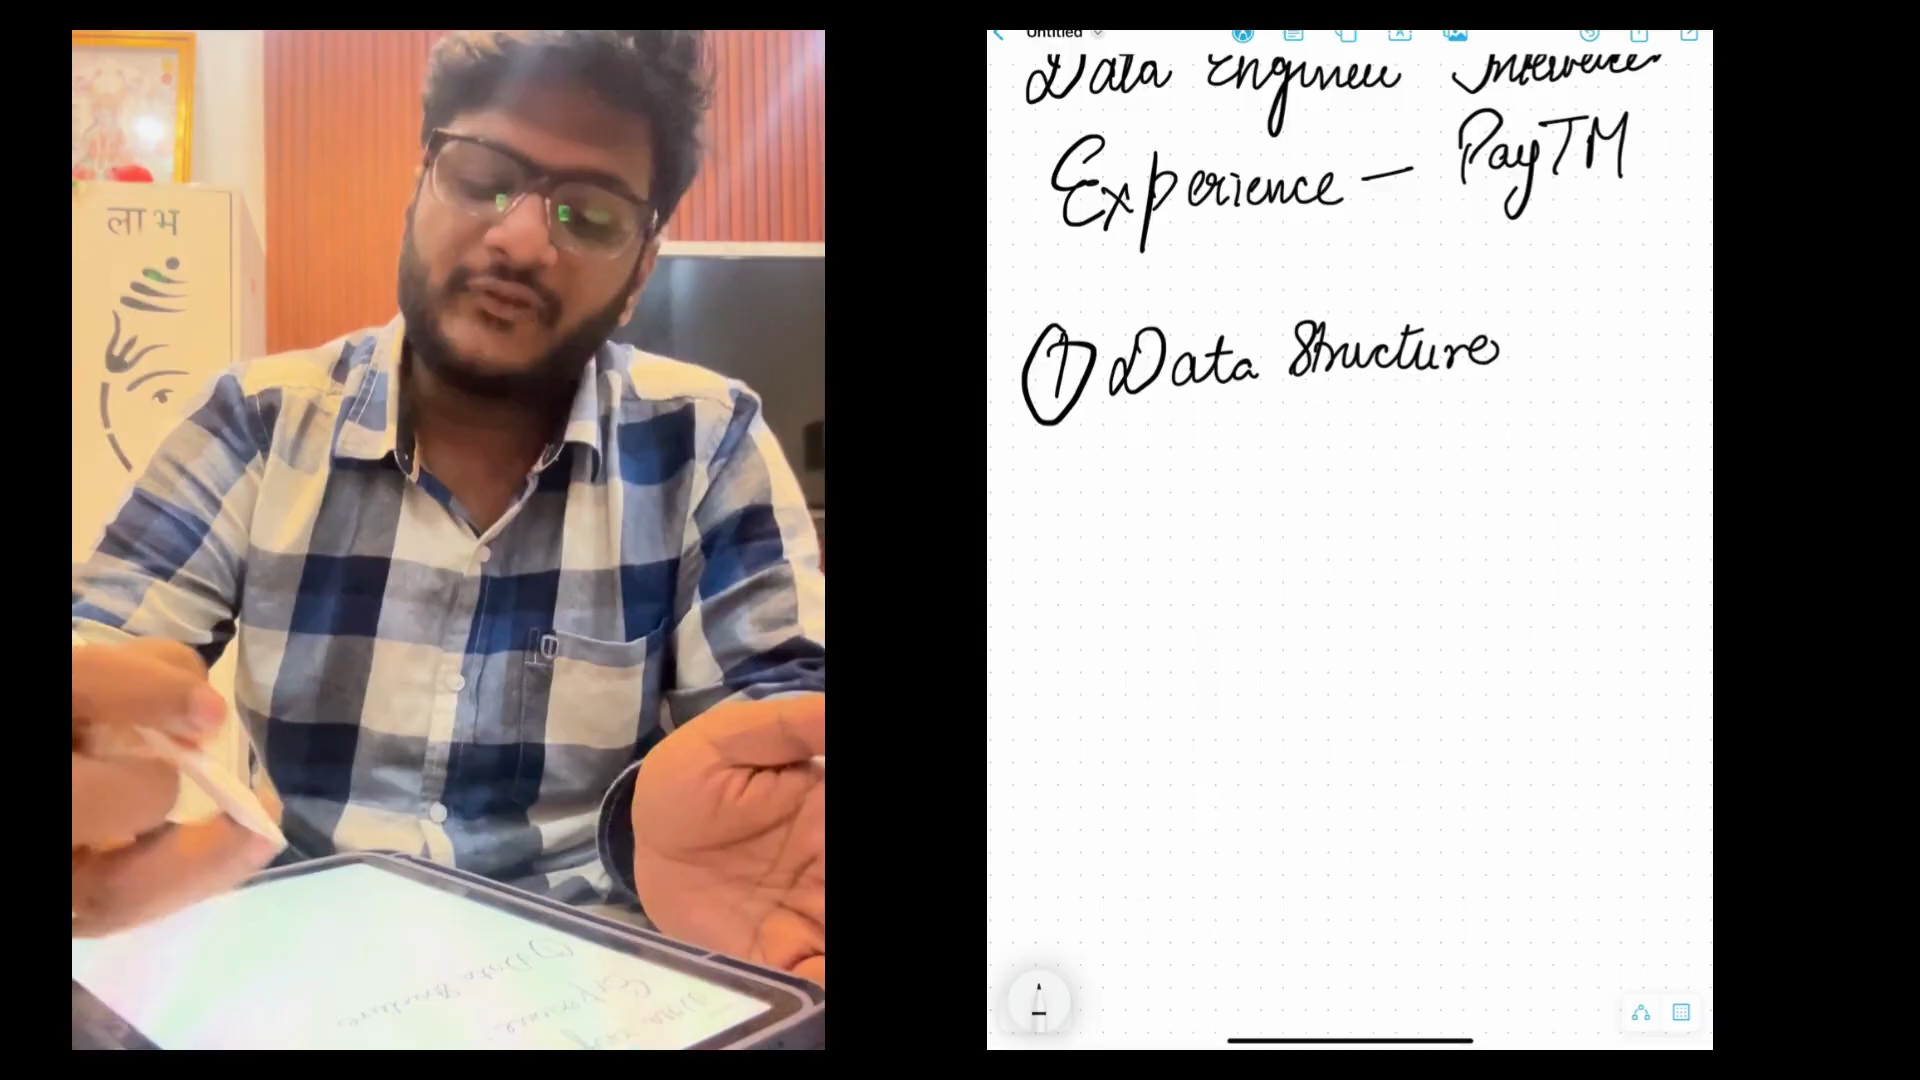 लाभ
Untitled
Data Engineer Interview
Experience - PayTM
① Data Structure